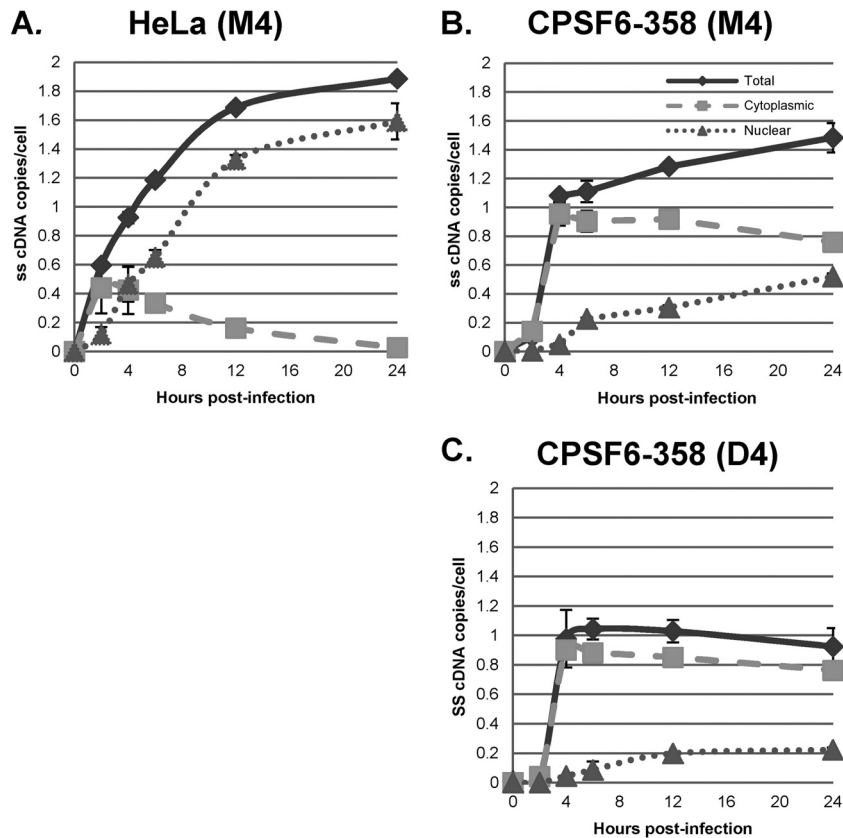 A. HeLa (M4)
2
1.8
1.6
1.4
1.2
1
0.8
0.6
0.4
0.2
0
ss cDNA copies/cell
0 4 8 12 16 20 24
Hours post-infection
B. CPSF6-358 (M4)
Total
Cytoplasmic
Nuclear
2
1.8
1.6
1.4
1.2
1
0.8
0.6
0.4
0.2
0
ss cDNA copies/cell
0 4 8 12 16 20 24
Hours post-infection
C. CPSF6-358 (D4)
2
1.8
1.6
1.4
1.2
1
0.8
0.6
0.4
0.2
0
SS cDNA copies/cell
0 4 8 12 16 20 24
Hours post-infection